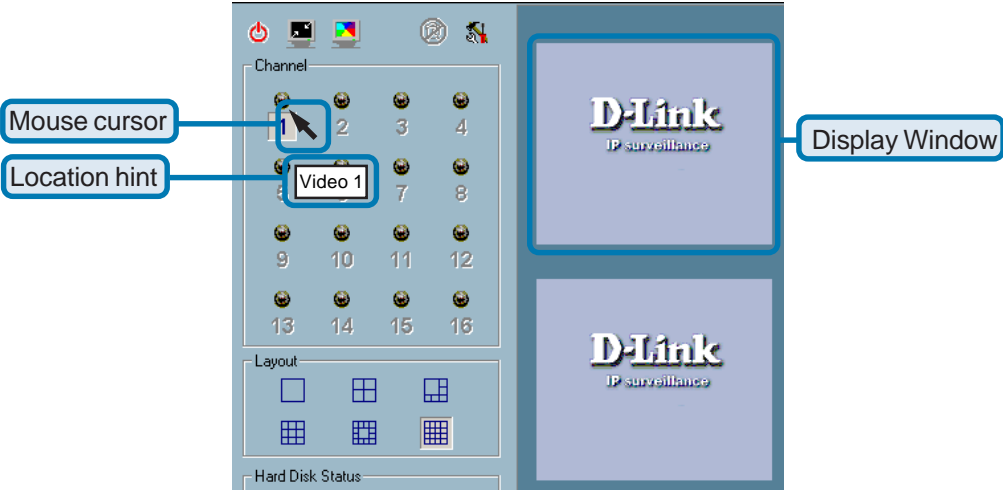 Channel
Mouse cursor
1 2 3 4
Location hint
Video 1
5 7 8
9 10 11 12
13 14 15 16
Layout
Hard Disk Status
D-Link
IP surveillance
Display Window
D-Link
IP surveillance